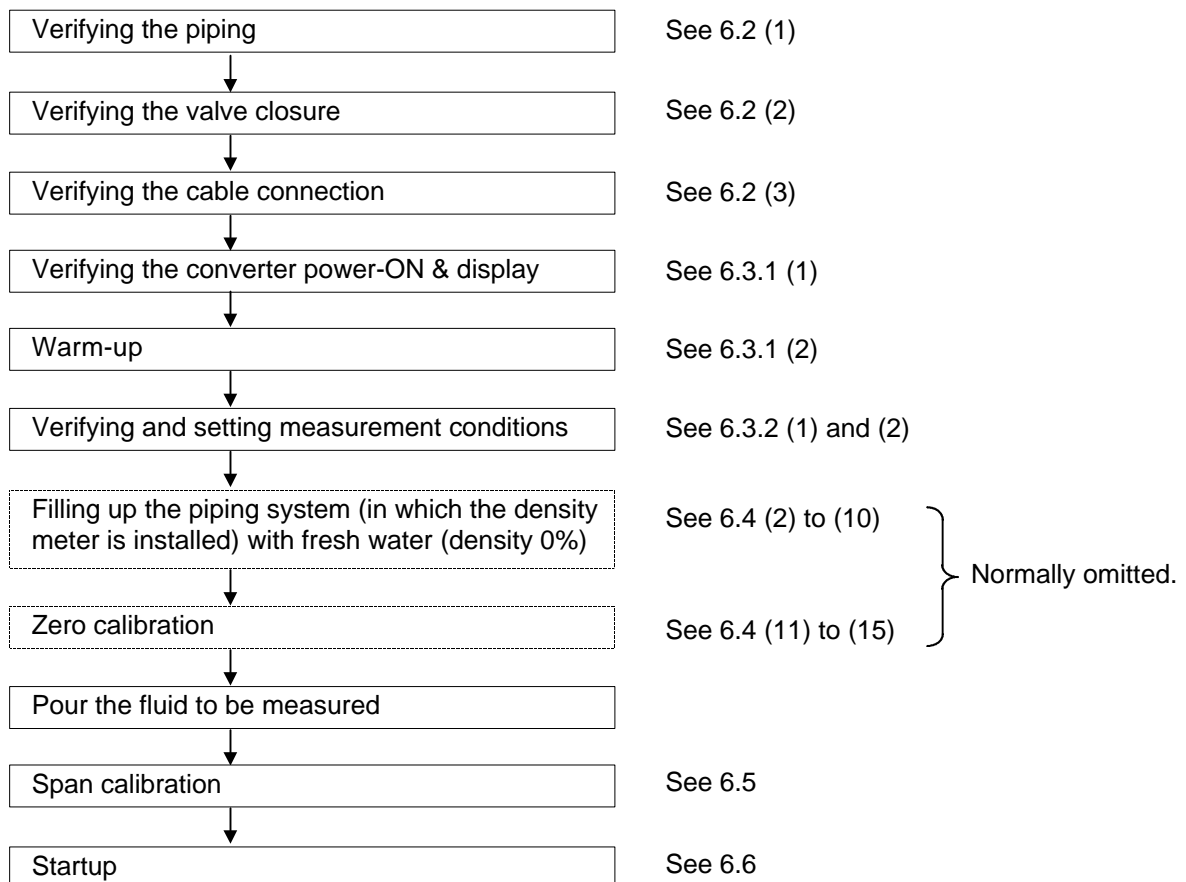 Verifying the piping See 6.2 (1)
Verifying the valve closure See 6.2 (2)
Verifying the cable connection See 6.2 (3)
Verifying the converter power-ON & display See 6.3.1 (1)
Warm-up See 6.3.1 (2)
Verifying and setting measurement conditions See 6.3.2 (1) and (2)
Filling up the piping system (in which the density
meter is installed) with fresh water (density 0%)
See 6.4 (2) to (10)
Normally omitted.
Zero calibration See 6.4 (11) to (15)
Pour the fluid to be measured
Span calibration See 6.5
Startup See 6.6